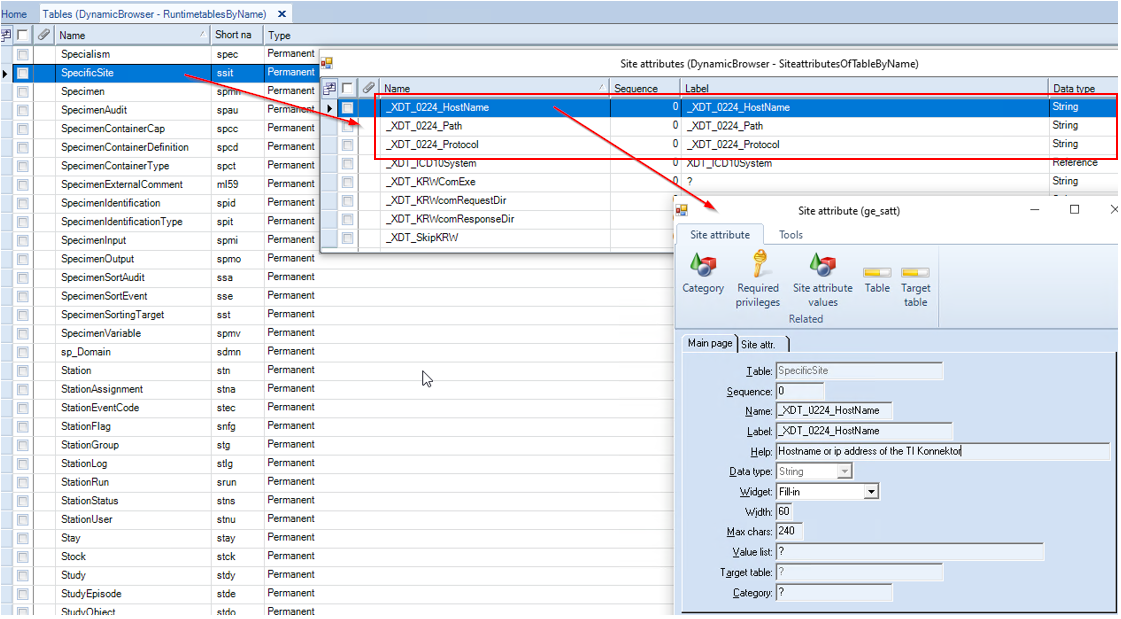 Home Tables (DynamicBrowser - RuntimetablesByName) X
Name Short na Type
Specialism spec Permanent
SpecificSite ssit Permanent
Specimen spmn Permanent
SpecimenAudit spau Permanent
SpecimenContainerCap spcc Permanent
SpecimenContainerDefinition spcd Permanent
SpecimenContainerType spct Permanent
SpecimenExternalComment ml59 Permanent
SpecimenIdentification spid Permanent
SpecimenIdentificationType spit Permanent
SpecimenInput spmi Permanent
SpecimenOutput spmo Permanent
SpecimenSortAudit ssa Permanent
SpecimenSortEvent sse Permanent
SpecimenSortingTarget sst Permanent
SpecimenVariable spmv Permanent
sp_Domain sdmn Permanent
Station stn Permanent
StationAssignment stna Permanent
StationEventCode stec Permanent
StationFlag snfg Permanent
StationGroup stg Permanent
StationLog stlg Permanent
StationRun srun Permanent
StationStatus stns Permanent
StationUser stnu Permanent
Stay stay Permanent
Stock stck Permanent
Study stdy Permanent
StudyEpisode stde Permanent
StudyObject stdo Permanent
Site attributes (DynamicBrowser - SiteattributesOfTableByName)
Name Sequence Label Data type
_XDT_0224_HostName 0 _XDT_0224_HostName String
_XDT_0224_Path 0 _XDT_0224_Path String
_XDT_0224_Protocol 0 _XDT_0224_Protocol String
_XDT_ICD10System 0 XDT_ICD10System Reference
_XDT_KRWComExe 0 ? String
_XDT_KRWcomRequestDir
_XDT_KRWcomResponseDir
_XDT_SkipKRW
Site attribute (ge_satt)
Site attribute Tools
Category Required privileges Site attribute values Table Target table
Related
Main page Site attr.
Table: SpecificSite
Sequence: 0
Name: _XDT_0224_HostName
Label: _XDT_0224_HostName
Help: Hostname or ip address of the TI Konnektor
Data type: String
Widget: Fill-in
Width: 60
Max chars: 240
Value list: ?
Target table: ?
Category: ?